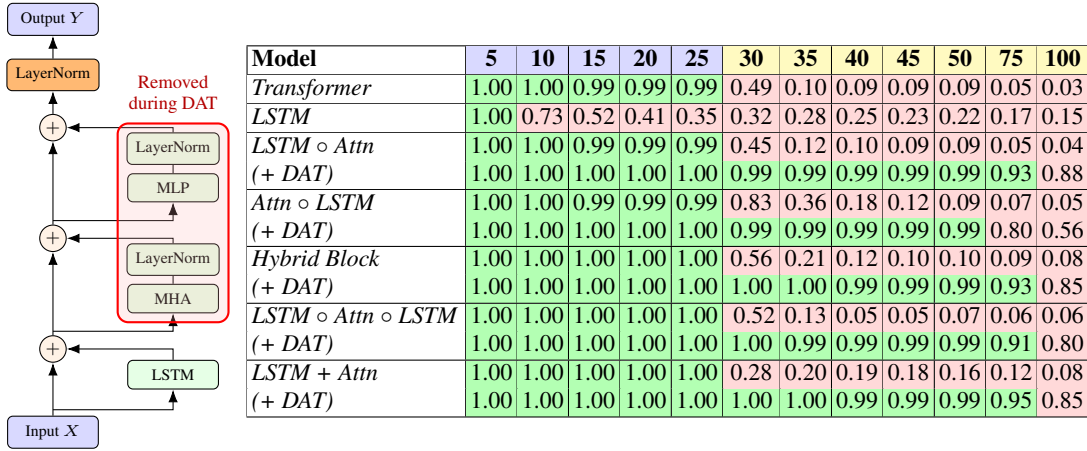 Output Y
LayerNorm
Removed
during DAT
+
LayerNorm
MLP
+
LayerNorm
MHA
+
LSTM
Input X
Model 5 10 15 20 25 30 35 40 45 50 75 100
Transformer 1.00 1.00 0.99 0.99 0.99 0.49 0.10 0.09 0.09 0.09 0.05 0.03
LSTM 1.00 0.73 0.52 0.41 0.35 0.32 0.28 0.25 0.23 0.22 0.17 0.15
LSTM ∘ Attn 1.00 1.00 0.99 0.99 0.99 0.45 0.12 0.10 0.09 0.09 0.05 0.04
(+ DAT) 1.00 1.00 1.00 1.00 1.00 0.99 0.99 0.99 0.99 0.99 0.93 0.88
Attn ∘ LSTM 1.00 1.00 0.99 0.99 0.99 0.83 0.36 0.18 0.12 0.09 0.07 0.05
(+ DAT) 1.00 1.00 1.00 1.00 1.00 0.99 0.99 0.99 0.99 0.99 0.80 0.56
Hybrid Block 1.00 1.00 1.00 1.00 1.00 0.56 0.21 0.12 0.10 0.10 0.09 0.08
(+ DAT) 1.00 1.00 1.00 1.00 1.00 1.00 1.00 0.99 0.99 0.99 0.93 0.85
LSTM ∘ Attn ∘ LSTM 1.00 1.00 1.00 1.00 1.00 0.52 0.13 0.05 0.05 0.07 0.06 0.06
(+ DAT) 1.00 1.00 1.00 1.00 1.00 1.00 0.99 0.99 0.99 0.99 0.91 0.80
LSTM + Attn 1.00 1.00 1.00 1.00 1.00 0.28 0.20 0.19 0.18 0.16 0.12 0.08
(+ DAT) 1.00 1.00 1.00 1.00 1.00 1.00 1.00 0.99 0.99 0.99 0.95 0.85